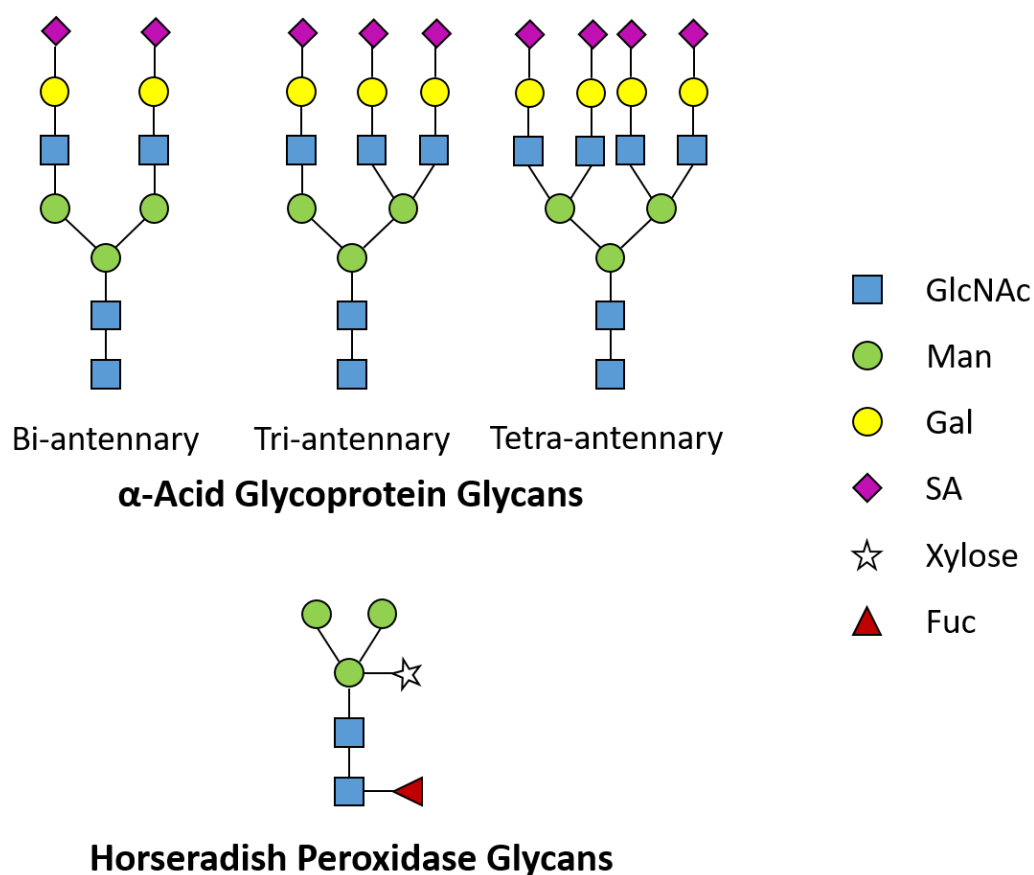 Bi-antennary Tri-antennary Tetra-antennary
α-Acid Glycoprotein Glycans
GlcNAc
Man
Gal
SA
Xylose
Fuc
Horseradish Peroxidase Glycans